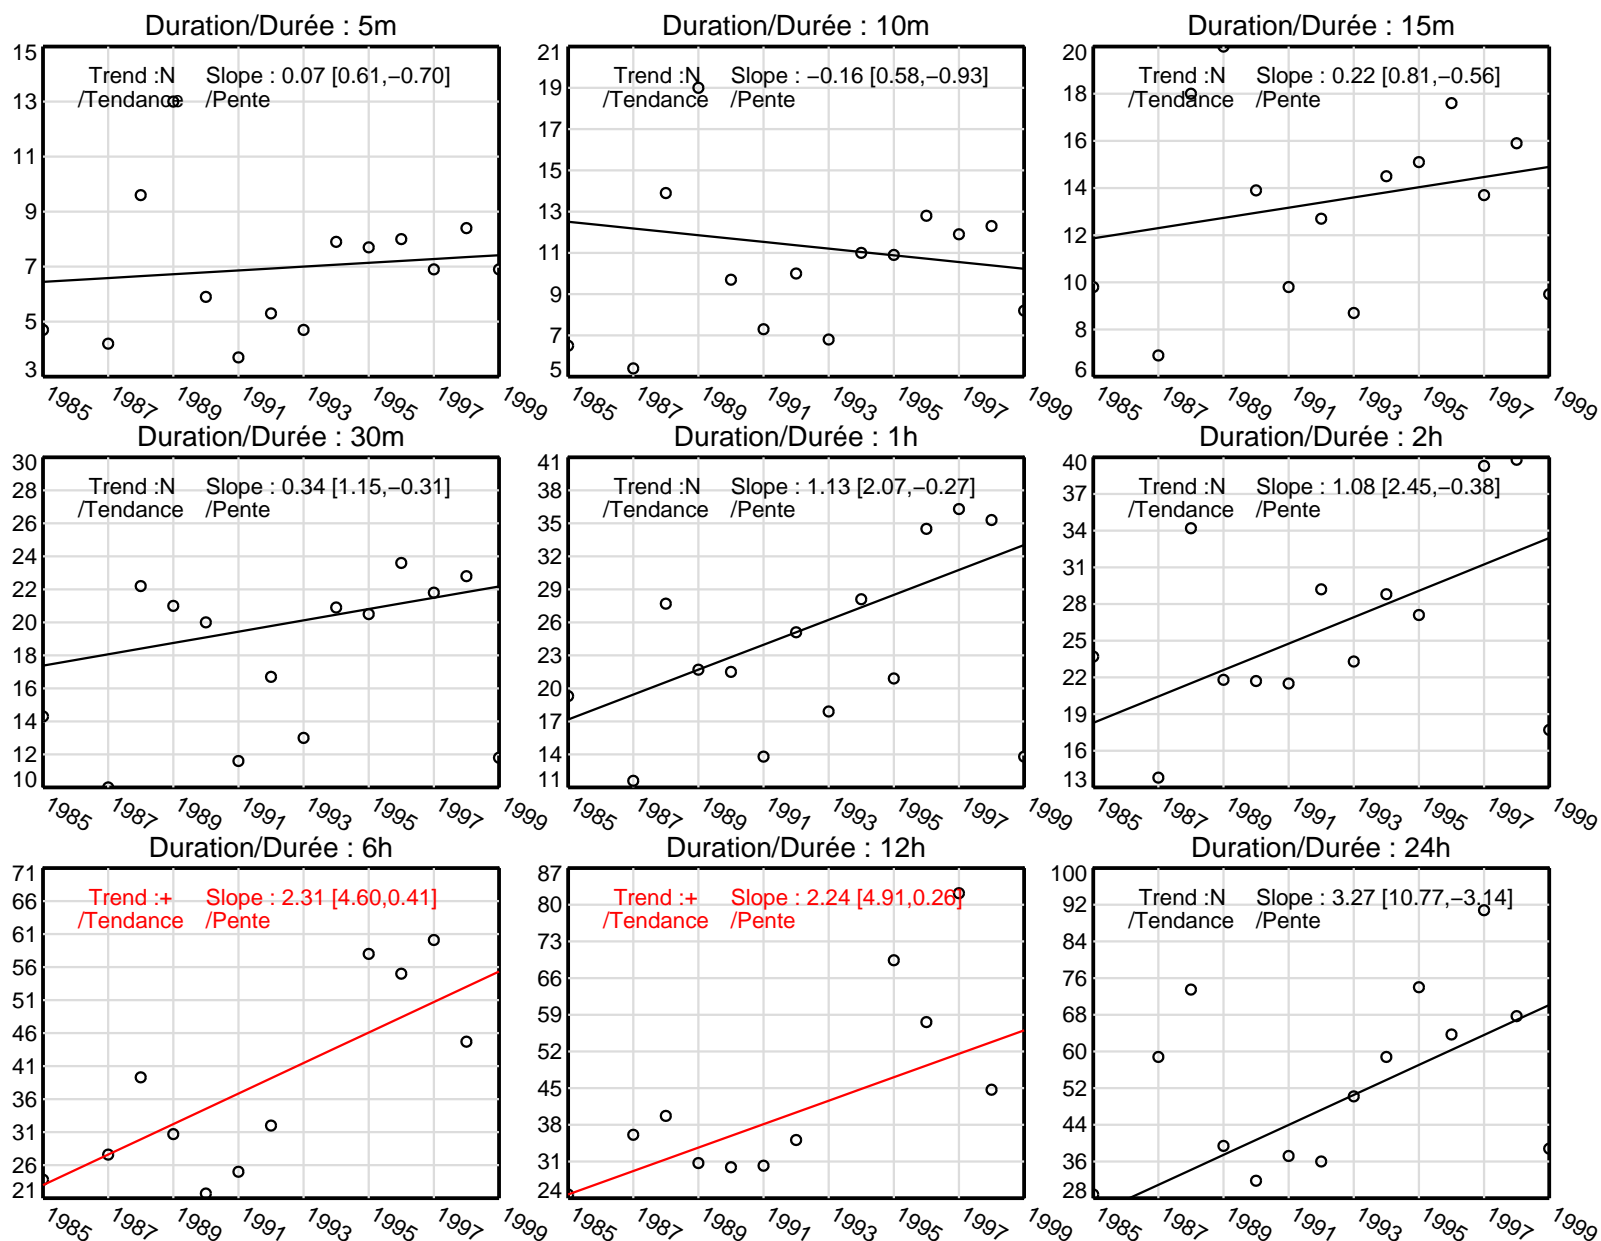 Duration/Durée : 5m
15
13
11
9
7
5
3
Trend :N Slope : 0.07 [0.61,−0.70]
/Tendance /Pente
1985 1987 1989 1991 1993 1995 1997 1999
Duration/Durée : 10m
21
19
17
15
13
11
9
7
5
Trend :N Slope : −0.16 [0.58,−0.93]
/Tendance /Pente
1985 1987 1989 1991 1993 1995 1997 1999
Duration/Durée : 15m
20
18
16
14
12
10
8
6
Trend :N Slope : 0.22 [0.81,−0.56]
/Tendance /Pente
1985 1987 1989 1991 1993 1995 1997 1999
Duration/Durée : 30m
30
28
26
24
22
20
18
16
14
12
10
Trend :N Slope : 0.34 [1.15,−0.31]
/Tendance /Pente
1985 1987 1989 1991 1993 1995 1997 1999
Duration/Durée : 1h
41
38
35
32
29
26
23
20
17
14
11
Trend :N Slope : 1.13 [2.07,−0.27]
/Tendance /Pente
1985 1987 1989 1991 1993 1995 1997 1999
Duration/Durée : 2h
40
37
34
31
28
25
22
19
16
13
Trend :N Slope : 1.08 [2.45,−0.38]
/Tendance /Pente
1985 1987 1989 1991 1993 1995 1997 1999
Duration/Durée : 6h
71
66
61
56
51
46
41
36
31
26
21
Trend :+ Slope : 2.31 [4.60,0.41]
/Tendance /Pente
1985 1987 1989 1991 1993 1995 1997 1999
Duration/Durée : 12h
87
80
73
66
59
52
45
38
31
24
Trend :+ Slope : 2.24 [4.91,0.26]
/Tendance /Pente
1985 1987 1989 1991 1993 1995 1997 1999
Duration/Durée : 24h
100
92
84
76
68
60
52
44
36
28
Trend :N Slope : 3.27 [10.77,−3.14]
/Tendance /Pente
1985 1987 1989 1991 1993 1995 1997 1999